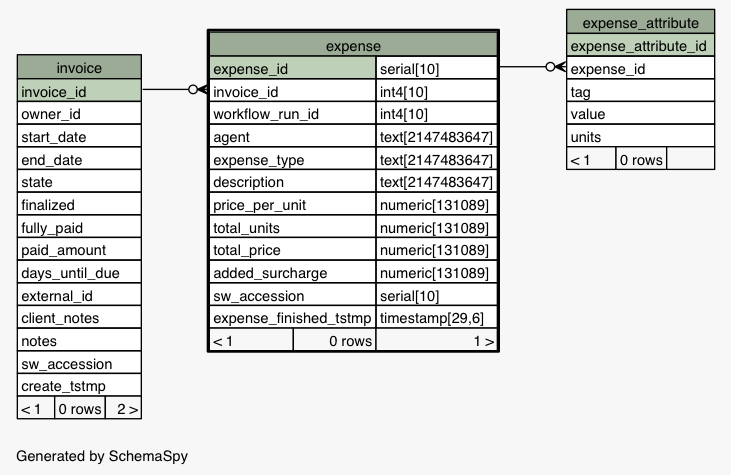 invoice
invoice_id
owner_id
start_date
end_date
state
finalized
fully_paid
paid_amount
days_until_due
external_id
client_notes
notes
sw_accession
create_tstmp
< 1 0 rows 2 >
expense
expense_id serial[10]
invoice_id int4[10]
workflow_run_id int4[10]
agent text[2147483647]
expense_type text[2147483647]
description text[2147483647]
price_per_unit numeric[131089]
total_units numeric[131089]
total_price numeric[131089]
added_surcharge numeric[131089]
sw_accession serial[10]
expense_finished_tstmp timestamp[29,6]
< 1 0 rows 1 >
expense_attribute
expense_attribute_id
expense_id
tag
value
units
< 1 0 rows
Generated by SchemaSpy